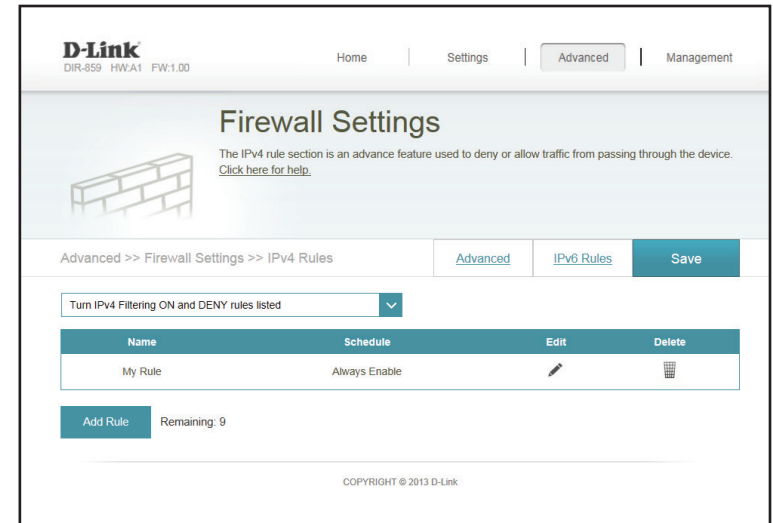 D-Link
DIR-859 HW:A1 FW:1.00
Home
Settings
Advanced
Management
Firewall Settings
The IPv4 rule section is an advance feature used to deny or allow traffic from passing through the device.
Click here for help.
Advanced >> Firewall Settings >> IPv4 Rules
Advanced
IPv6 Rules
Save
Turn IPv4 Filtering ON and DENY rules listed
Name Schedule Edit Delete
My Rule Always Enable
Add Rule
Remaining: 9
COPYRIGHT © 2013 D-Link